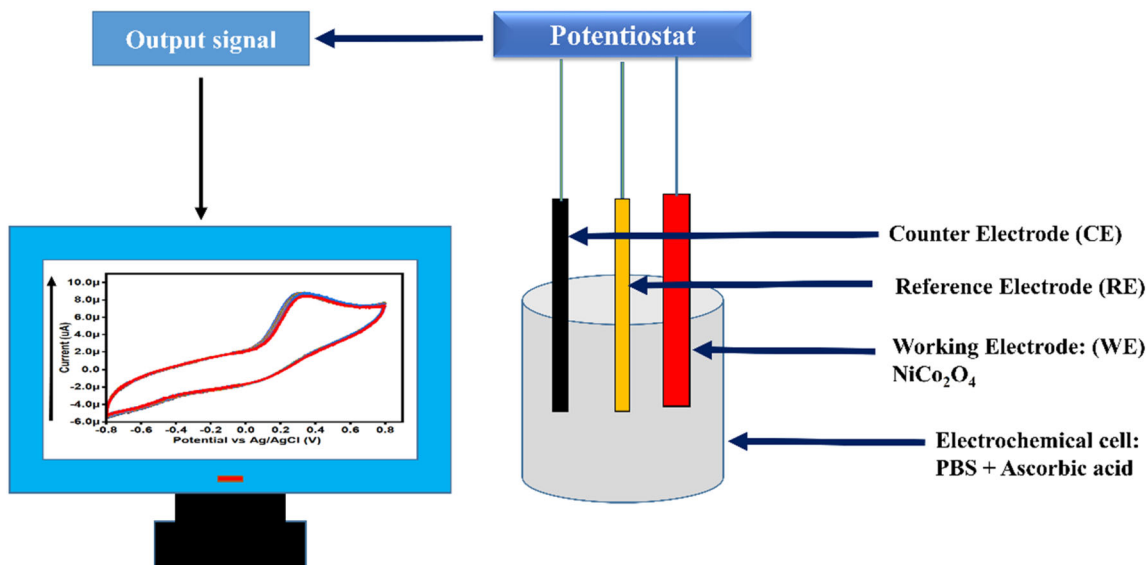 Output signal
Potentiostat
Counter Electrode (CE)
Reference Electrode (RE)
Working Electrode: (WE)
NiCo₂O₄
Electrochemical cell:
PBS + Ascorbic acid
Current (uA)
10.0μ
8.0μ
6.0μ
4.0μ
2.0μ
0.0
-2.0μ
-4.0μ
-6.0μ
-0.8 -0.6 -0.4 -0.2 0.0 0.2 0.4 0.6 0.8
Potential vs Ag/AgCl (V)